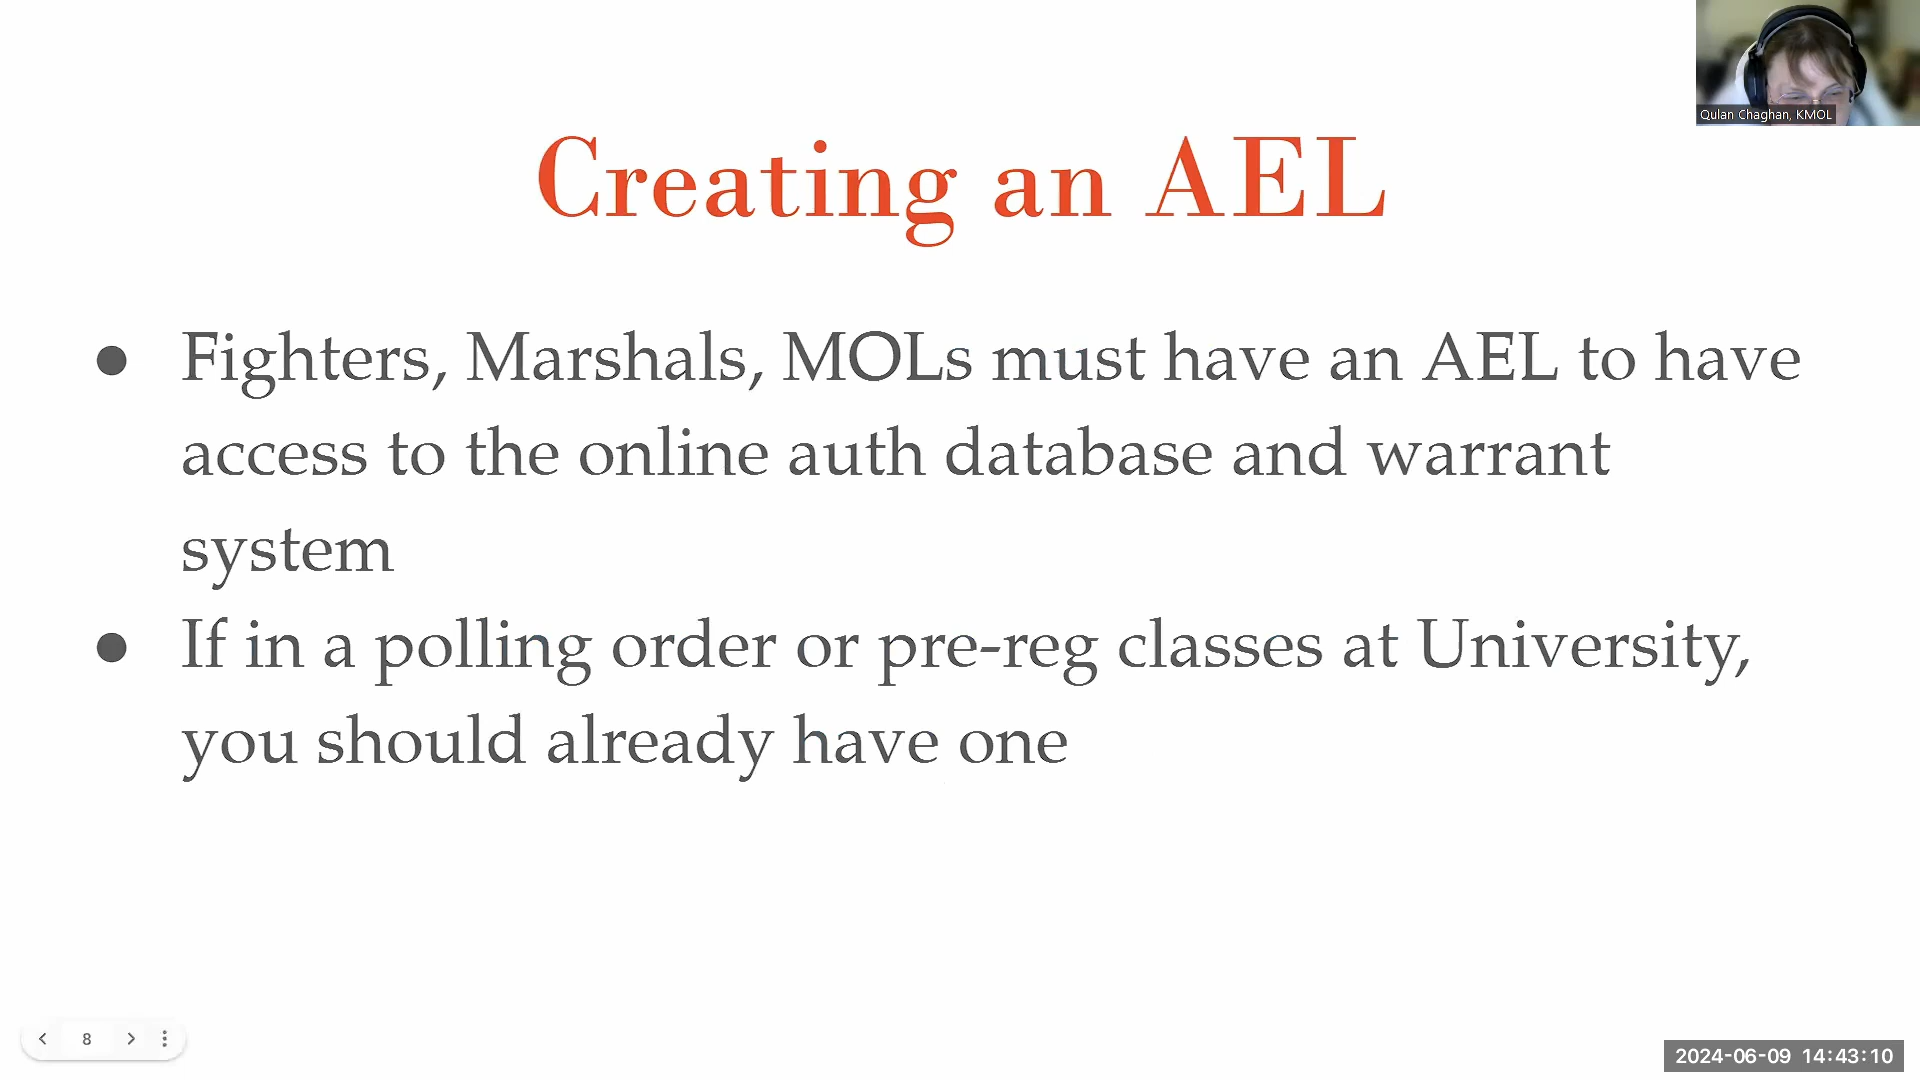 Qulan Chaghan, KMOL
Creating an AEL
● Fighters, Marshals, MOLs must have an AEL to have
access to the online auth database and warrant
system
● If in a polling order or pre-reg classes at University,
you should already have one
8
2024-06-09 14:43:10